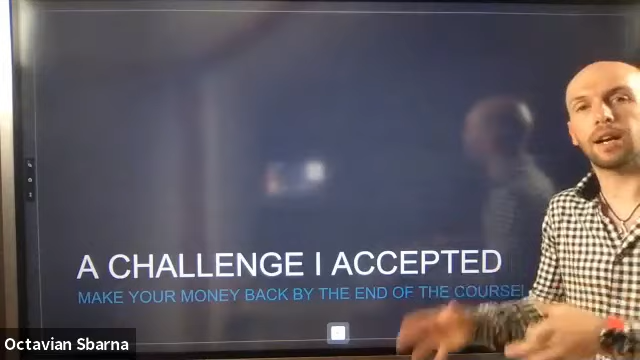 A CHALLENGE I ACCEPTED
MAKE YOUR MONEY BACK BY THE END OF THE COURSE!
Octavian Sbarna